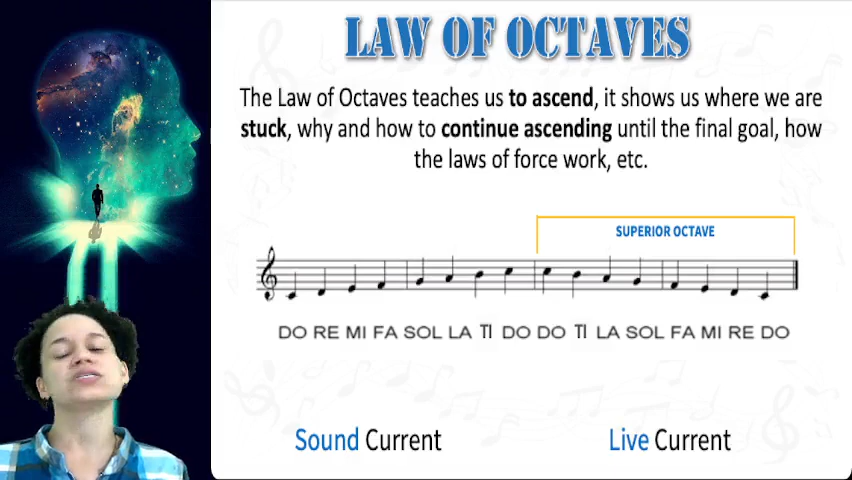 LAW OF OCTAVES
The Law of Octaves teaches us to ascend, it shows us where we are
stuck, why and how to continue ascending until the final goal, how
the laws of force work, etc.
SUPERIOR OCTAVE
DO RE MI FA SOL LA TI DO DO TI LA SOL FA MI RE DO
Sound Current
Live Current